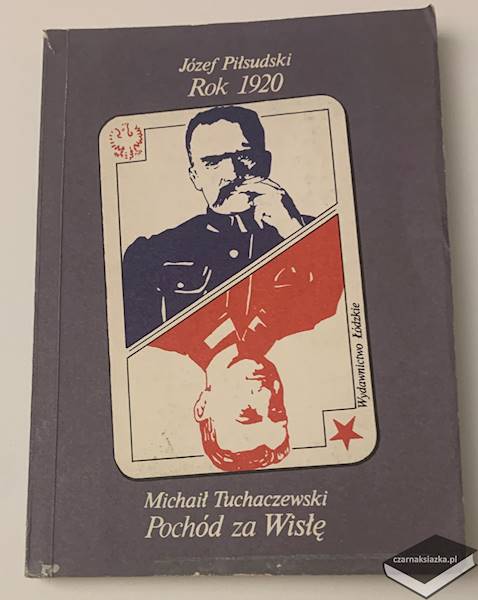 Józef Piłsudski
Rok 1920
Wydawnictwo Łódzkie
Michaił Tuchaczewski
Pochód za Wisłę
czarnaksiazka.pl